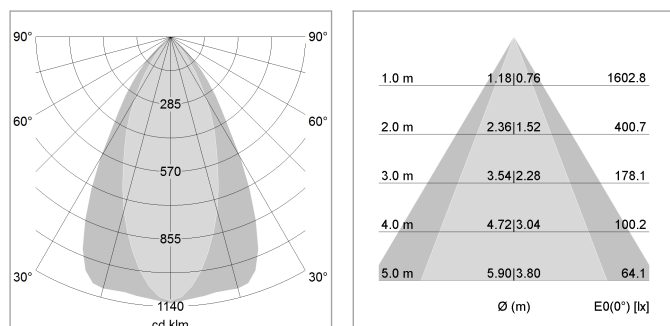 90° 90°
285
60° 60°
570
855
30° 30°
1140
cd klm
1.0 m 1.18|0.76 1602.8
2.0 m 2.36|1.52 400.7
3.0 m 3.54|2.28 178.1
4.0 m 4.72|3.04 100.2
5.0 m 5.90|3.80 64.1
Ø (m) E0(0°) [lx]